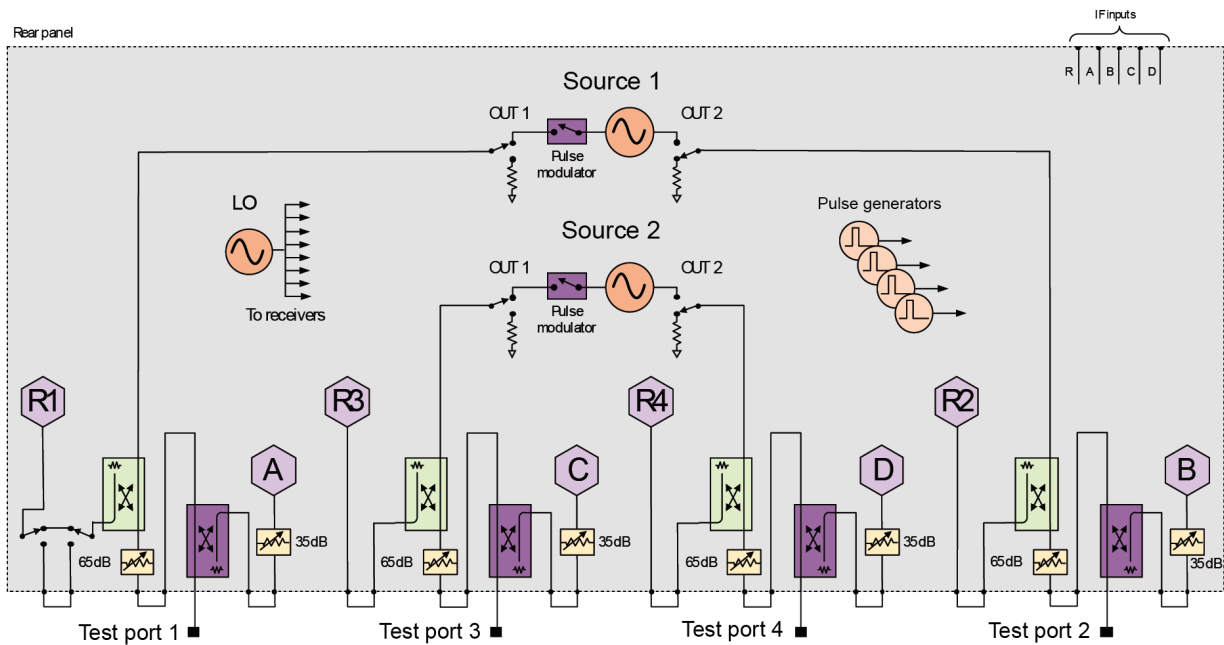 IF inputs
Rear panel
R A B C D
Source 1
OUT 1
OUT 2
Pulse
modulator
LO
To receivers
Pulse generators
Source 2
OUT 1
OUT 2
Pulse
modulator
R1
R3
R4
R2
A
C
D
B
65dB
35dB
65dB
35dB
65dB
35dB
65dB
35dB
Test port 1
Test port 3
Test port 4
Test port 2